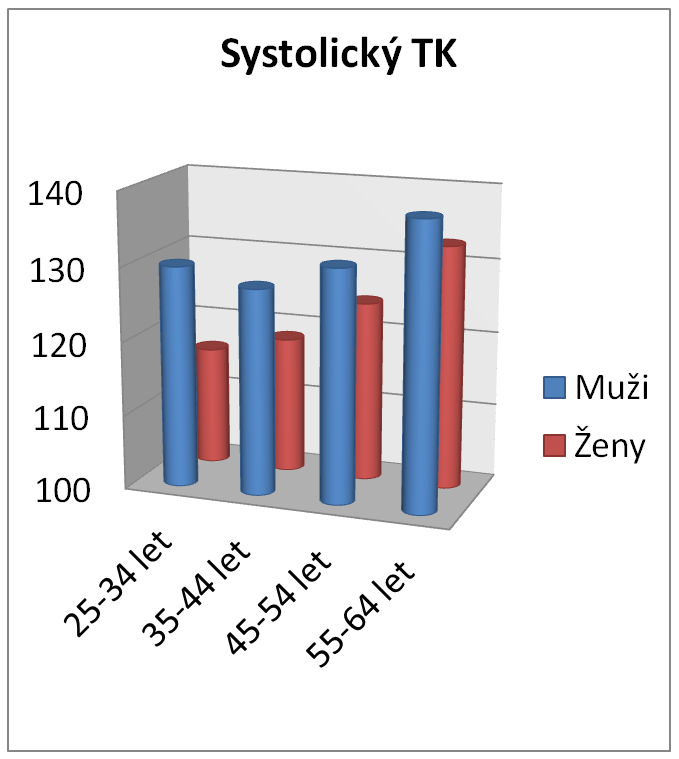 Systolický TK
140
130
120
110
100
25-34 let
35-44 let
45-54 let
55-64 let
Muži
Ženy